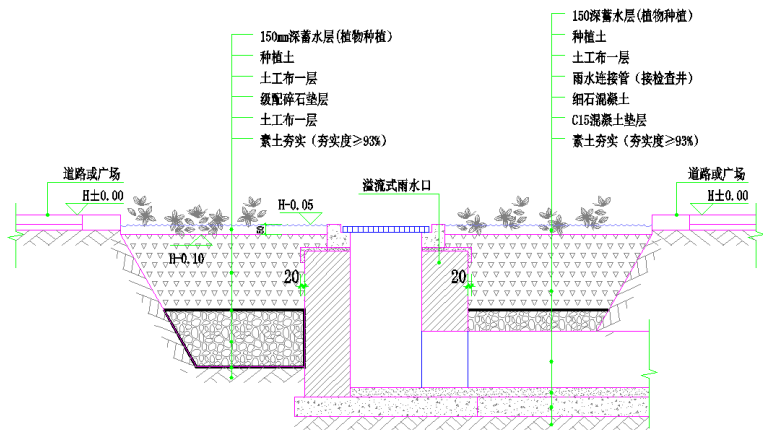 150mm深蓄水层(植物种植)
种植土
土工布一层
级配碎石垫层
土工布一层
素土夯实（夯实度≥93%）
150深蓄水层(植物种植)
种植土
土工布一层
雨水连接管（接检查井）
细石混凝土
C15混凝土垫层
素土夯实（夯实度≥93%）
道路或广场
H±0.00
H-0.05
溢流式雨水口
道路或广场
H±0.00
50
H-0.10
20
20